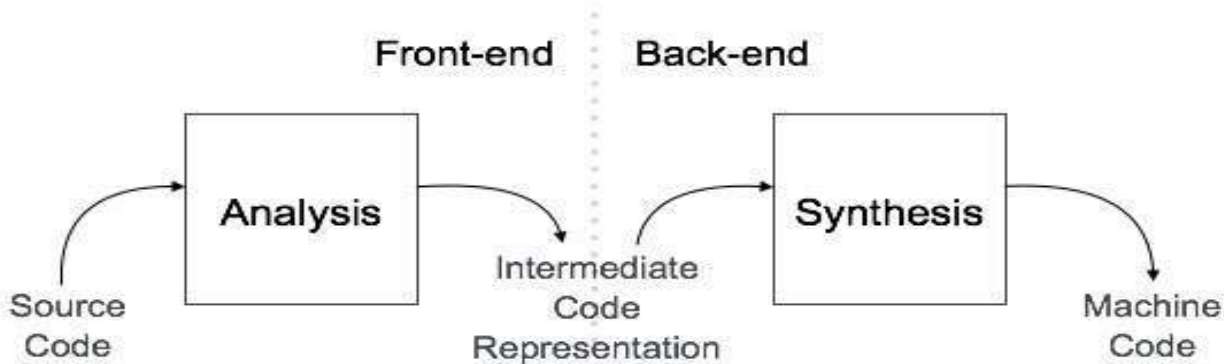 Front-end
Back-end
Analysis
Synthesis
Source
Code
Intermediate
Code
Representation
Machine
Code